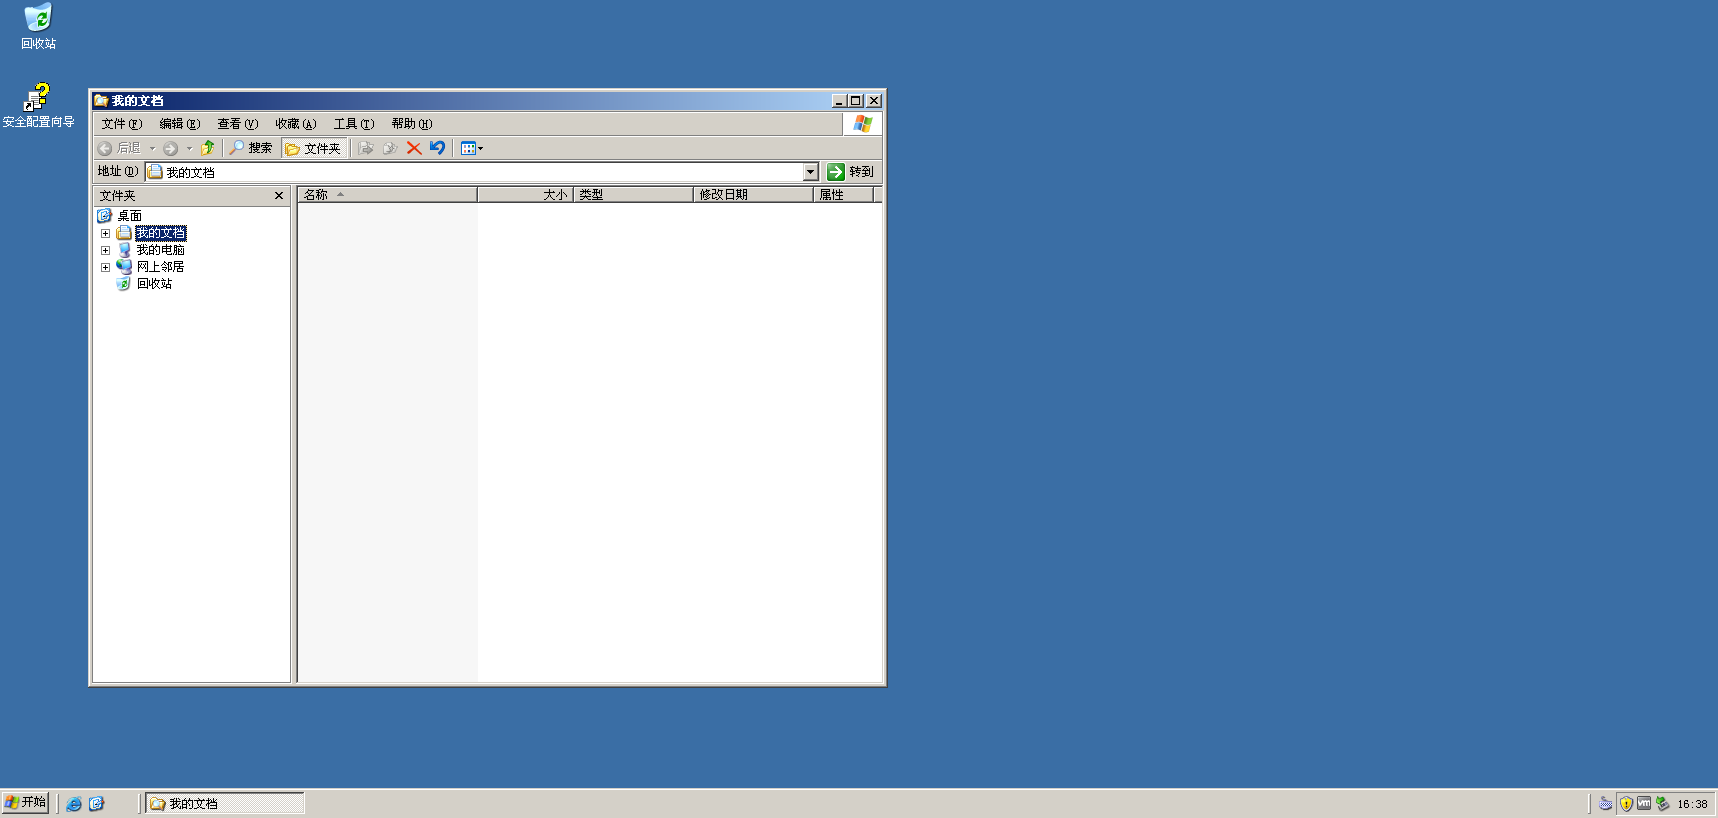 回收站
安全配置向导
我的文档
文件(F) 编辑(E) 查看(V) 收藏(A) 工具(T) 帮助(H)
后退 搜索 文件夹
地址(D) 我的文档 转到
文件夹
名称 大小 类型 修改日期 属性
桌面
我的文档
我的电脑
网上邻居
回收站
开始 我的文档 vm 16:38